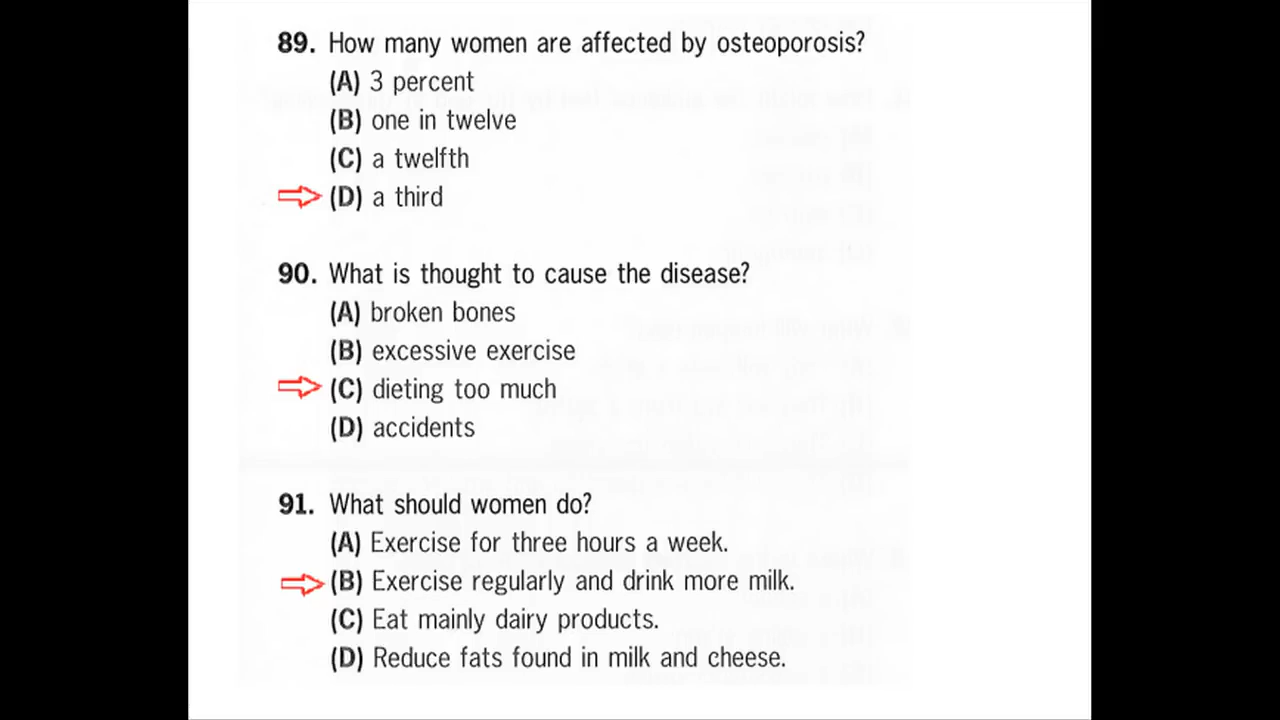 89. How many women are affected by osteoporosis?
(A) 3 percent
(B) one in twelve
(C) a twelfth
(D) a third
90. What is thought to cause the disease?
(A) broken bones
(B) excessive exercise
(C) dieting too much
(D) accidents
91. What should women do?
(A) Exercise for three hours a week.
(B) Exercise regularly and drink more milk.
(C) Eat mainly dairy products.
(D) Reduce fats found in milk and cheese.